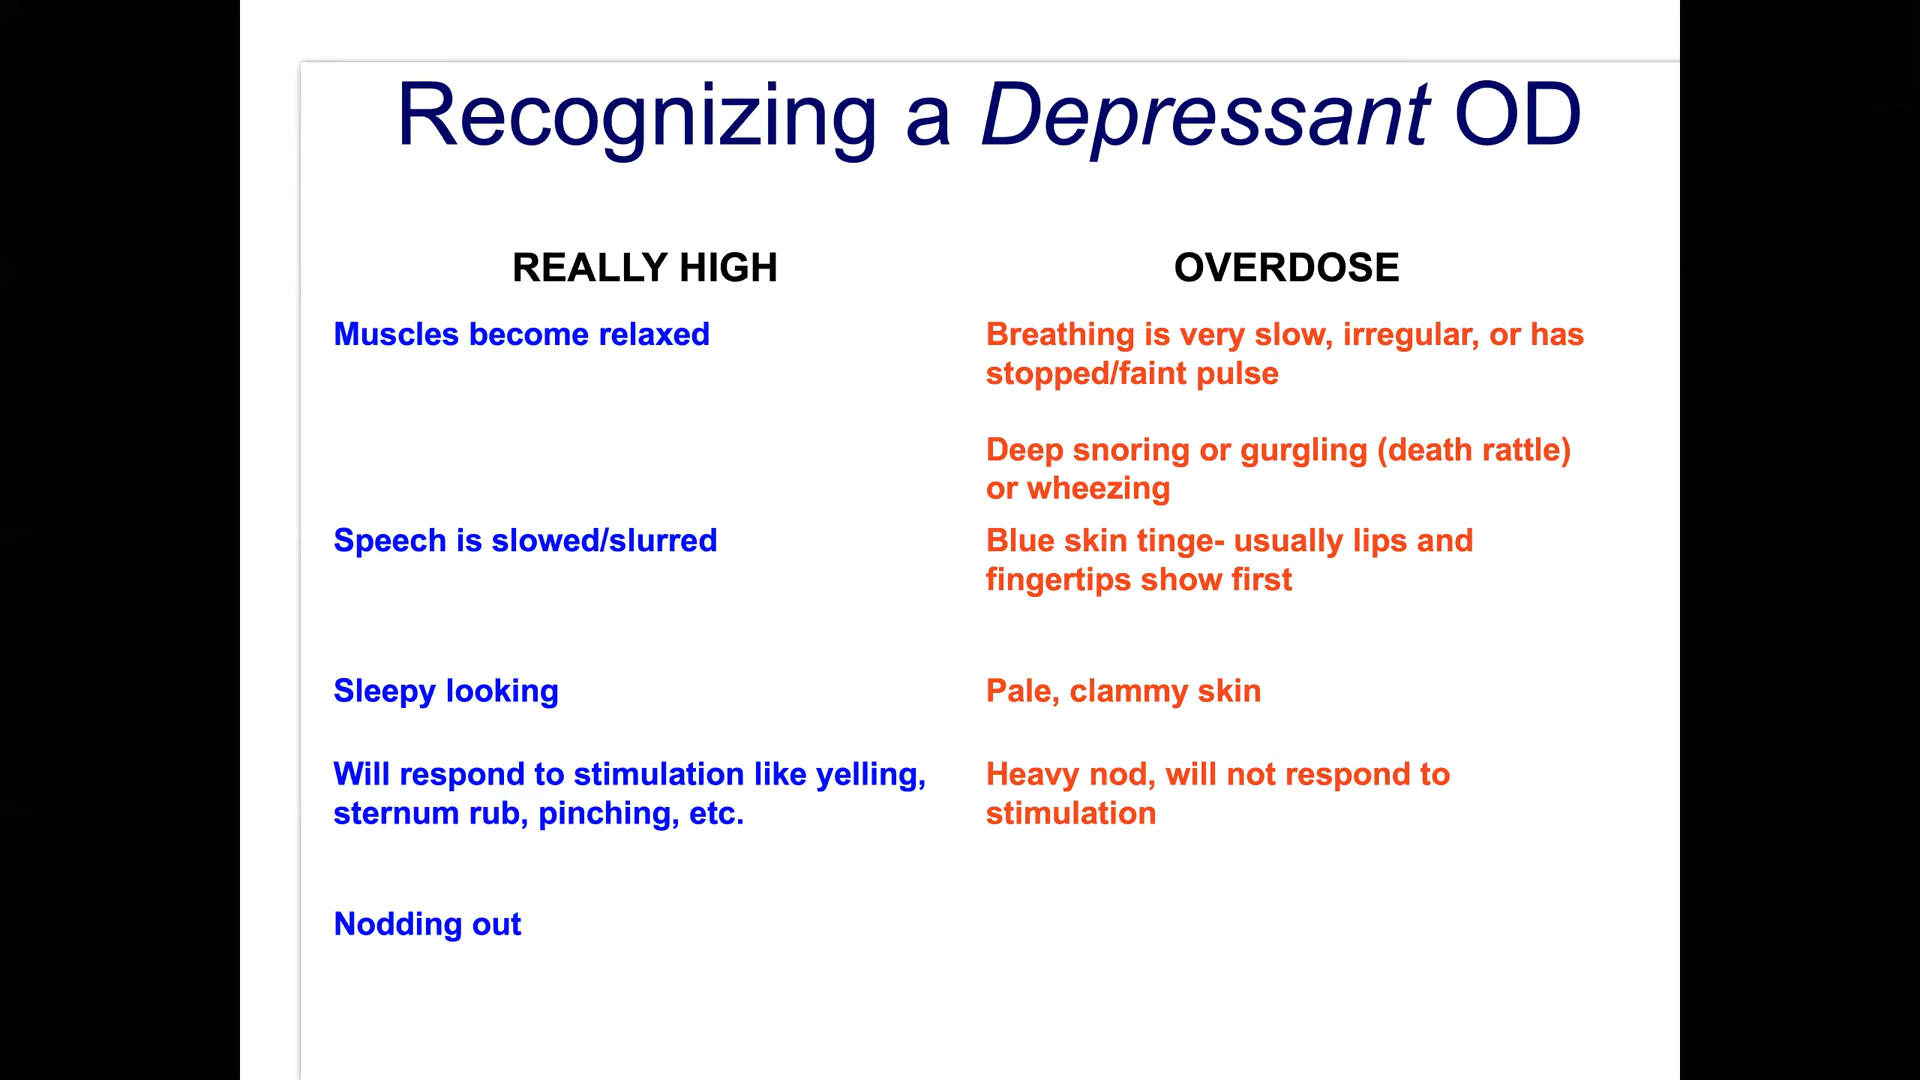 Recognizing a Depressant OD
REALLY HIGH
OVERDOSE
Muscles become relaxed
Breathing is very slow, irregular, or has
stopped/faint pulse
Deep snoring or gurgling (death rattle)
or wheezing
Speech is slowed/slurred
Blue skin tinge- usually lips and
fingertips show first
Sleepy looking
Pale, clammy skin
Will respond to stimulation like yelling,
sternum rub, pinching, etc.
Heavy nod, will not respond to
stimulation
Nodding out